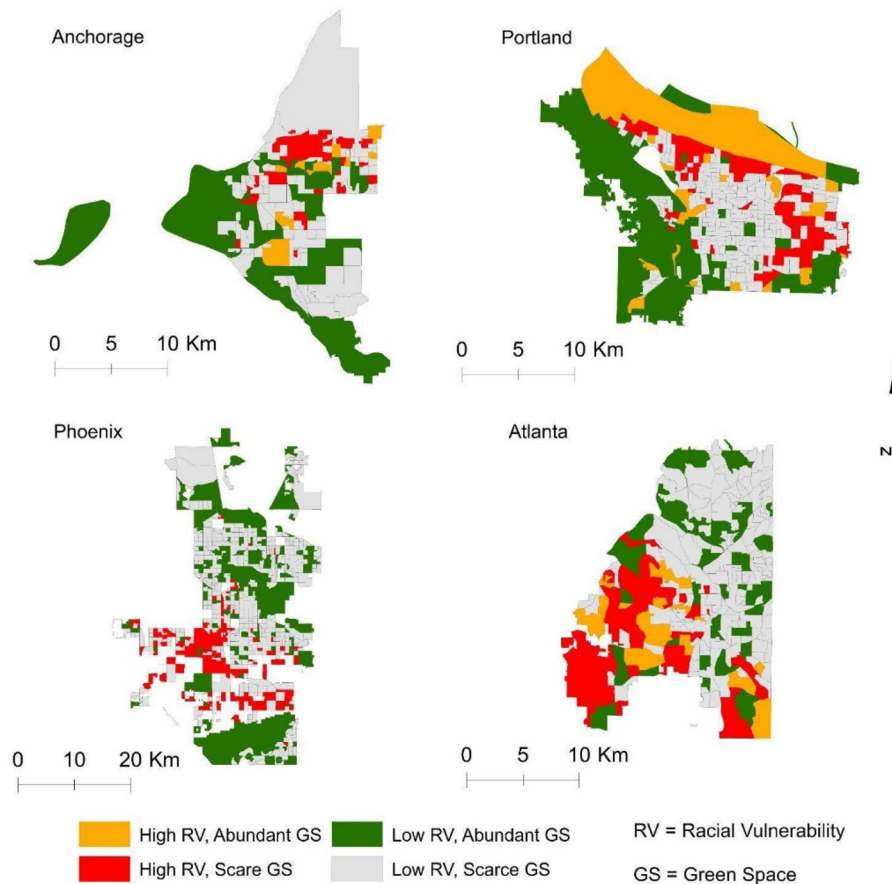 Anchorage
Portland
0 5 10 Km
0 5 10 Km
Phoenix
Atlanta
N
0 20 Km
10
0 5 10 Km
High RV, Abundant GS
Low RV, Abundant GS
RV = Racial Vulnerability
High RV, Scare GS
Low RV, Scarce GS
GS = Green Space